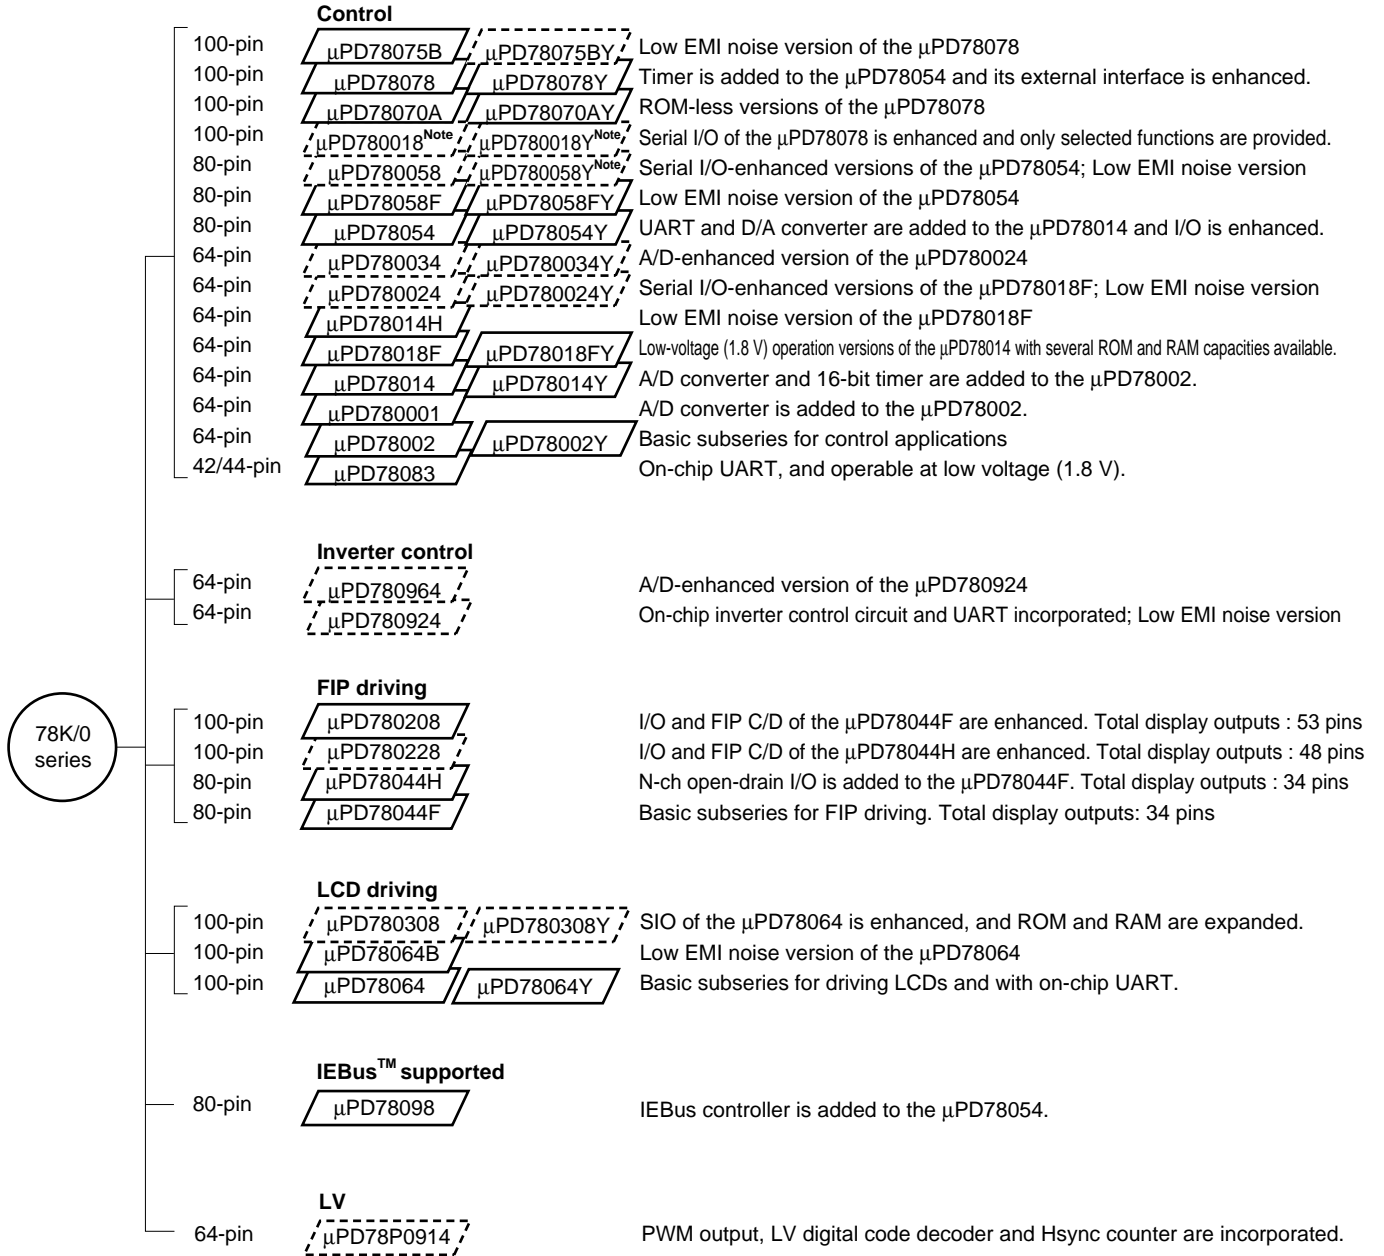 Control
100-pin μPD78075B μPD78075BY Low EMI noise version of the μPD78078
100-pin μPD78078 μPD78078Y Timer is added to the μPD78054 and its external interface is enhanced.
100-pin μPD78070A μPD78070AY ROM-less versions of the μPD78078
100-pin μPD780018Note μPD780018YNote Serial I/O of the μPD78078 is enhanced and only selected functions are provided.
80-pin μPD780058 μPD780058YNote Serial I/O-enhanced versions of the μPD78054; Low EMI noise version
80-pin μPD78058F μPD78058FY Low EMI noise version of the μPD78054
80-pin μPD78054 μPD78054Y UART and D/A converter are added to the μPD78014 and I/O is enhanced.
64-pin μPD780034 μPD780034Y A/D-enhanced version of the μPD780024
64-pin μPD780024 μPD780024Y Serial I/O-enhanced versions of the μPD78018F; Low EMI noise version
64-pin μPD78014H Low EMI noise version of the μPD78018F
64-pin μPD78018F μPD78018FY Low-voltage (1.8 V) operation versions of the μPD78014 with several ROM and RAM capacities available.
64-pin μPD78014 μPD78014Y A/D converter and 16-bit timer are added to the μPD78002.
64-pin μPD780001 A/D converter is added to the μPD78002.
64-pin μPD78002 μPD78002Y Basic subseries for control applications
42/44-pin μPD78083 On-chip UART, and operable at low voltage (1.8 V).
Inverter control
64-pin μPD780964 A/D-enhanced version of the μPD780924
64-pin μPD780924 On-chip inverter control circuit and UART incorporated; Low EMI noise version
78K/0
series
FIP driving
100-pin μPD780208 I/O and FIP C/D of the μPD78044F are enhanced. Total display outputs : 53 pins
100-pin μPD780228 I/O and FIP C/D of the μPD78044H are enhanced. Total display outputs : 48 pins
80-pin μPD78044H N-ch open-drain I/O is added to the μPD78044F. Total display outputs : 34 pins
80-pin μPD78044F Basic subseries for FIP driving. Total display outputs: 34 pins
LCD driving
100-pin μPD780308 μPD780308Y SIO of the μPD78064 is enhanced, and ROM and RAM are expanded.
100-pin μPD78064B Low EMI noise version of the μPD78064
100-pin μPD78064 μPD78064Y Basic subseries for driving LCDs and with on-chip UART.
IEBusTM supported
80-pin μPD78098 IEBus controller is added to the μPD78054.
LV
64-pin μPD78P0914 PWM output, LV digital code decoder and Hsync counter are incorporated.